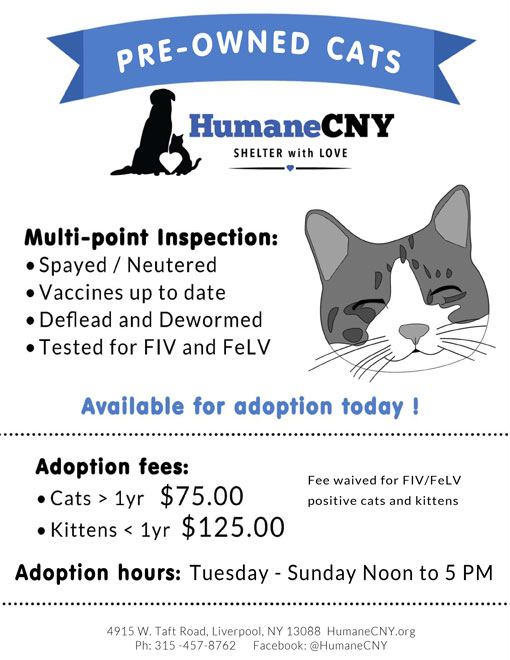 PRE-OWNED CATS
HumaneCNY
SHELTER with LOVE
Multi-point Inspection:
• Spayed / Neutered
• Vaccines up to date
• Deflead and Dewormed
• Tested for FIV and FeLV
Available for adoption today !
Adoption fees:
• Cats > 1yr $75.00
• Kittens < 1yr $125.00
Fee waived for FIV/FeLV
positive cats and kittens
Adoption hours: Tuesday - Sunday Noon to 5 PM
4915 W. Taft Road, Liverpool, NY 13088 HumaneCNY.org
Ph: 315 -457-8762 Facebook: @HumaneCNY